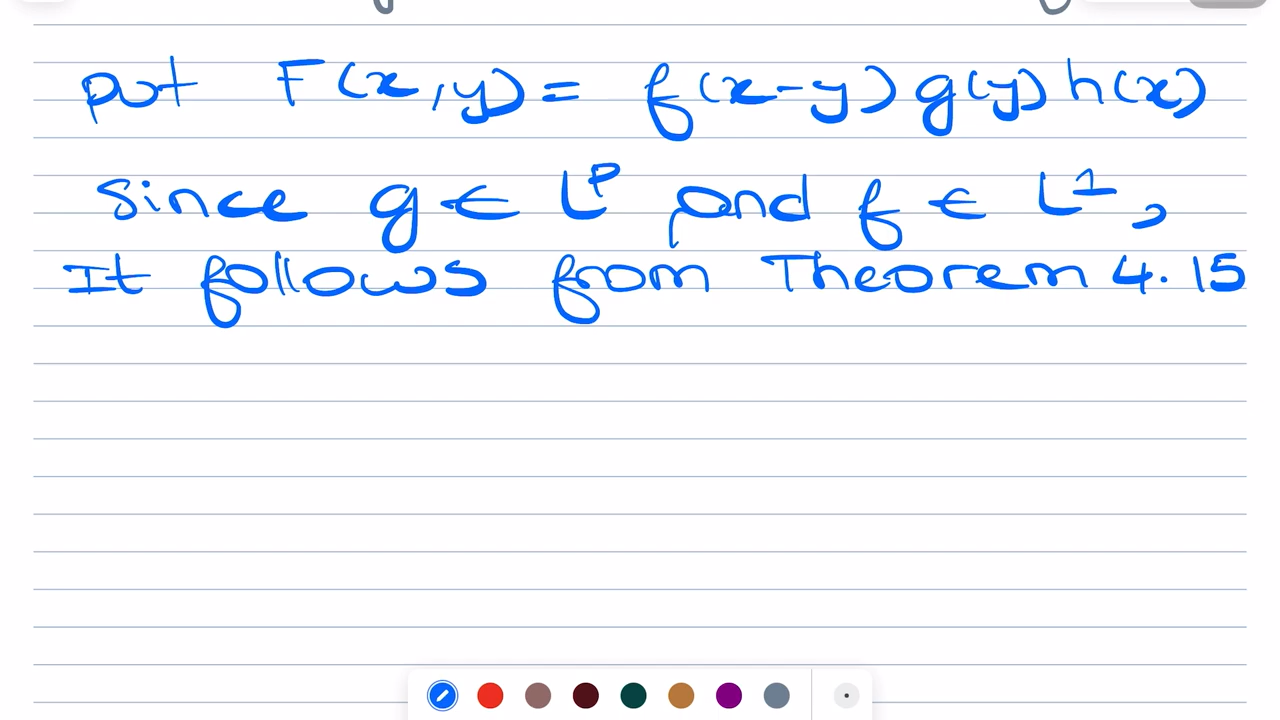 put F(x,y)= f(x-y)g(y)h(x)
Since g ∈ L^p and f ∈ L^1,
It follows from Theorem 4.15